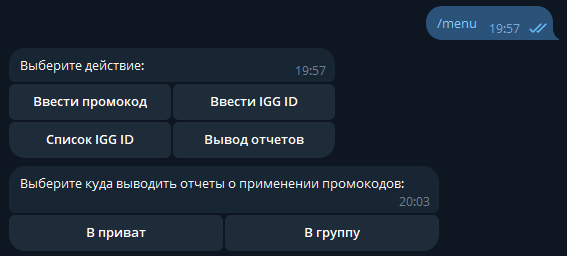 /menu 19:57
Выберите действие:
19:57
Ввести промокод Ввести IGG ID
Список IGG ID Вывод отчетов
Выберите куда выводить отчеты о применении промокодов:
20:03
В приват В группу